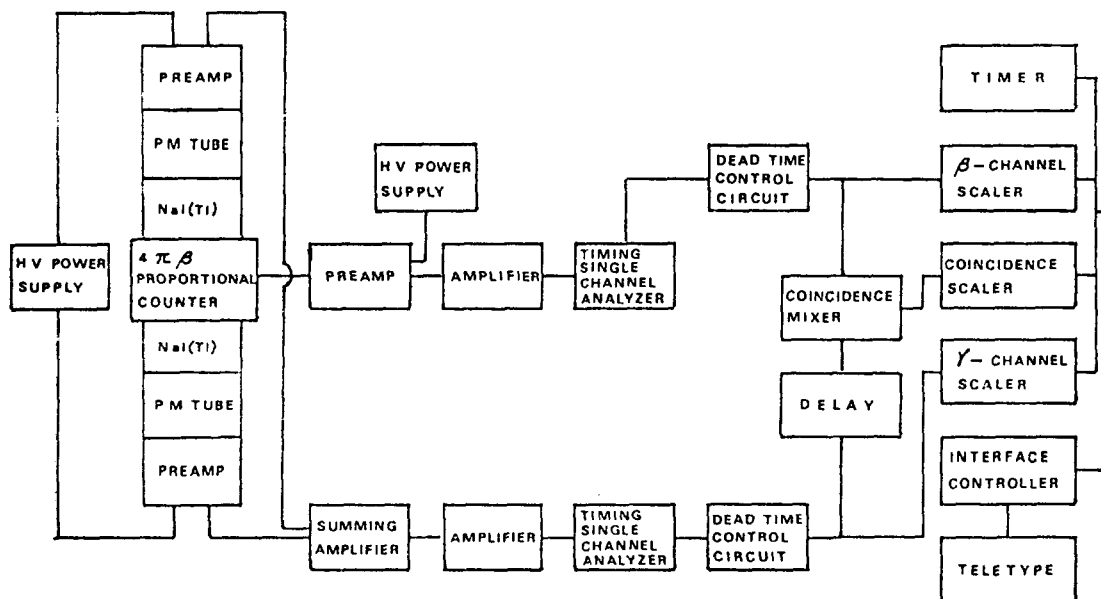 PREAMP
PM TUBE
NaI(Tl)
4 π β
PROPORTIONAL
COUNTER
NaI(Tl)
PM TUBE
PREAMP
HV POWER
SUPPLY
HV POWER
SUPPLY
PREAMP
AMPLIFIER
TIMING
SINGLE
CHANNEL
ANALYZER
DEAD TIME
CONTROL
CIRCUIT
COINCIDENCE
MIXER
DELAY
SUMMING
AMPLIFIER
AMPLIFIER
TIMING
SINGLE
CHANNEL
ANALYZER
DEAD TIME
CONTROL
CIRCUIT
TIMER
β-CHANNEL
SCALER
COINCIDENCE
SCALER
γ-CHANNEL
SCALER
INTERFACE
CONTROLLER
TELETYPE